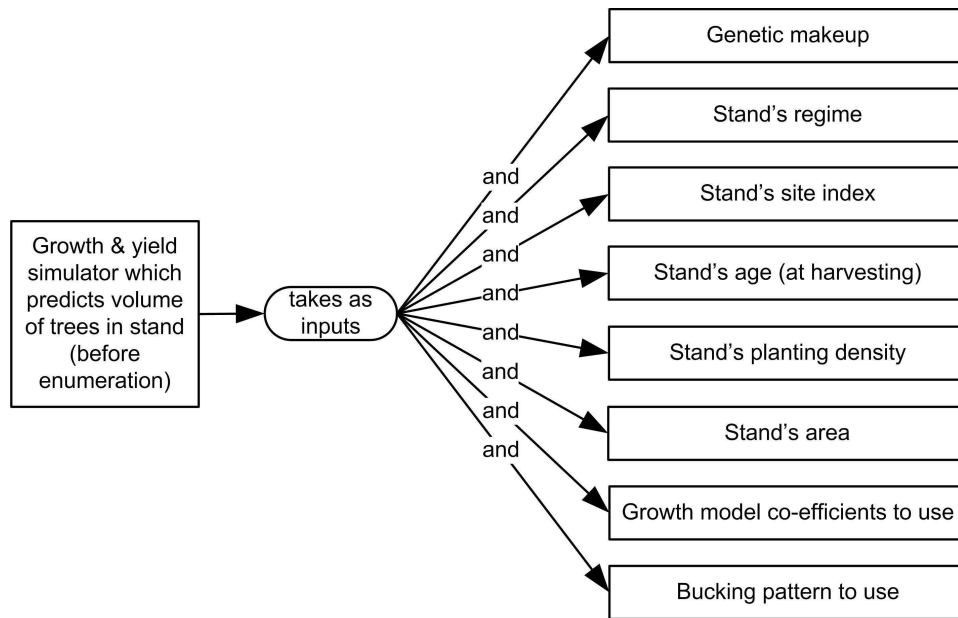 Genetic makeup
Stand's regime
and
Stand's site index
and
and
Growth & yield
simulator which
predicts volume
of trees in stand
(before
enumeration)
takes as
inputs
and
Stand's age (at harvesting)
and
Stand's planting density
and
Stand's area
and
and
Growth model co-efficients to use
Bucking pattern to use